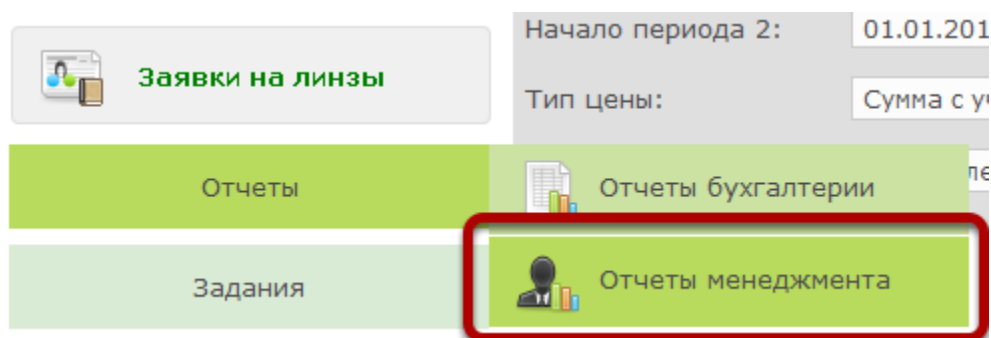 Начало периода 2: 01.01.201
Заявки на линзы
Тип цены: Сумма с
Отчеты
Отчеты бухгалтерии
Задания
Отчеты менеджмента